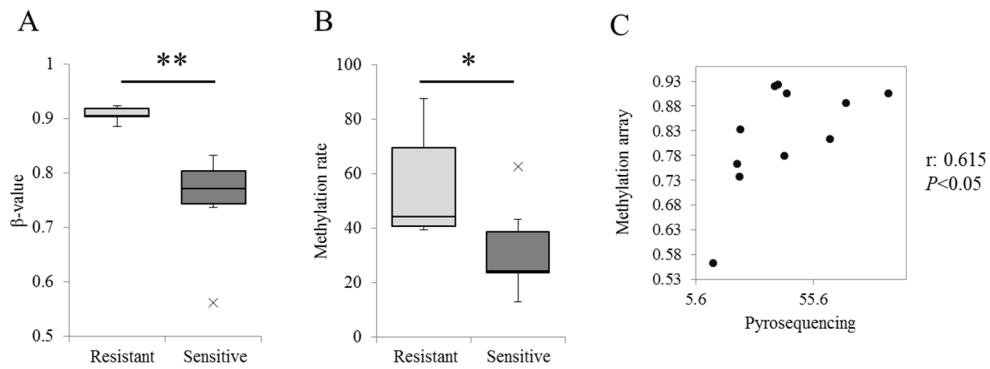 A
β-value
1
0.9
0.8
0.7
0.6
0.5
**
Resistant Sensitive
B
Methylation rate
100
80
60
40
20
0
*
Resistant Sensitive
C
Methylation array
0.93
0.88
0.83
0.78
0.73
0.68
0.63
0.58
0.53
5.6 55.6
Pyrosequencing
r: 0.615
P<0.05